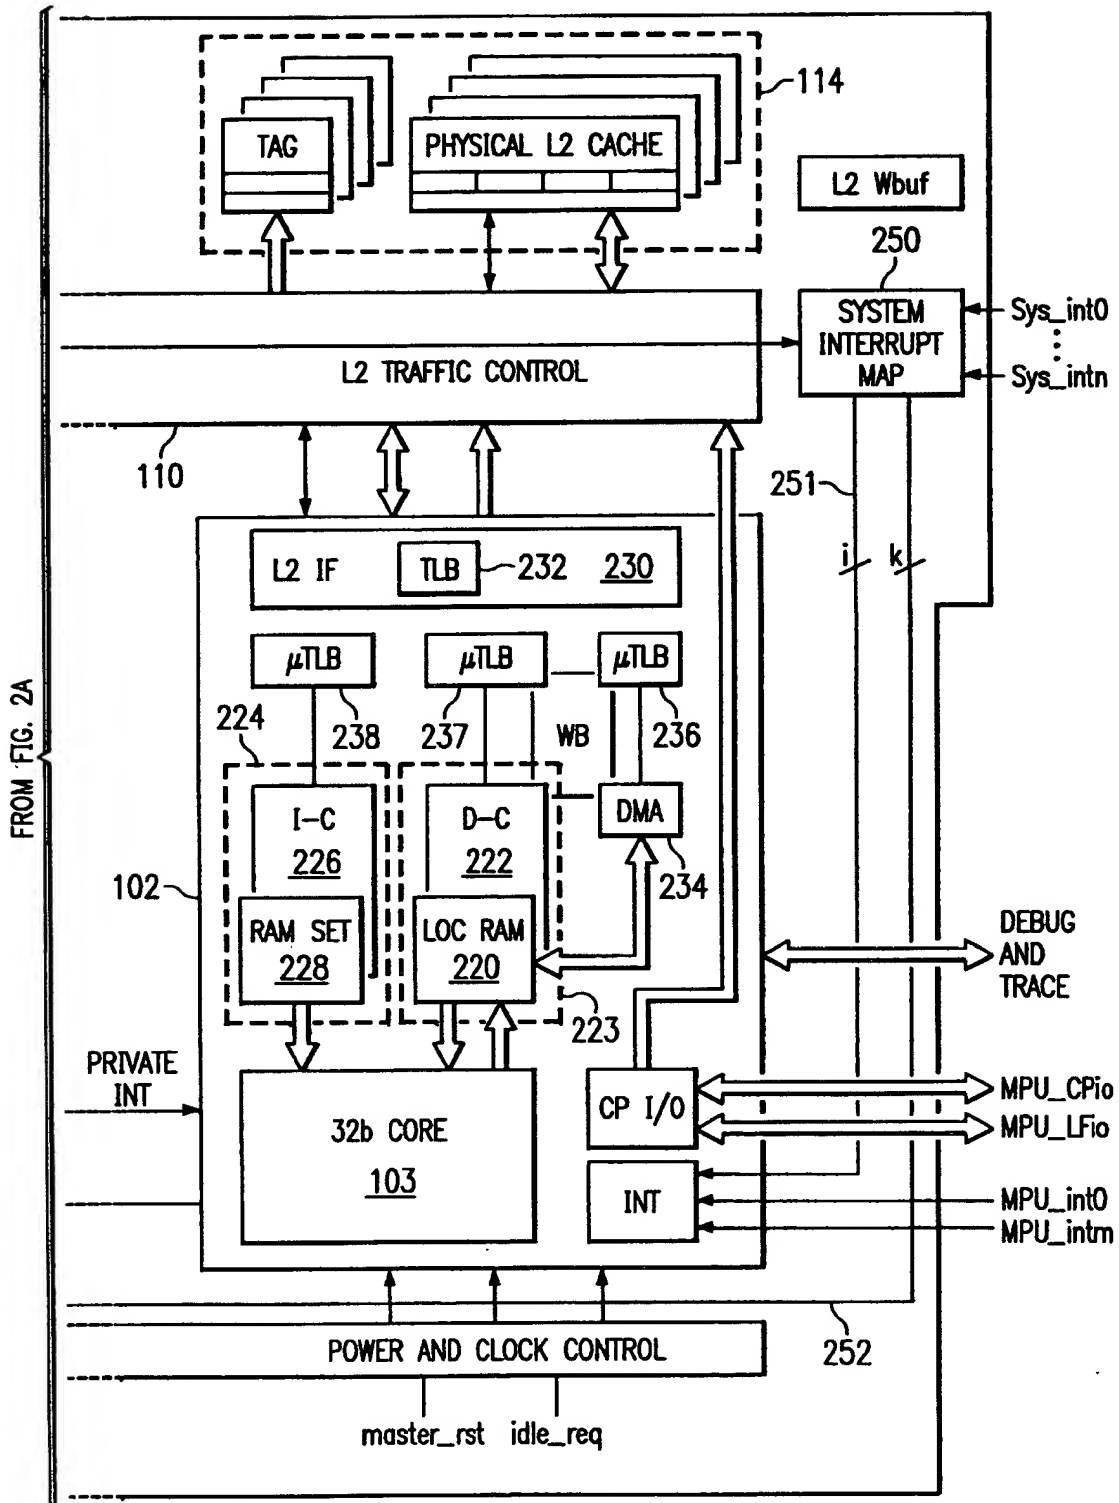 114
TAG
PHYSICAL L2 CACHE
L2 Wbuf
250
SYSTEM
INTERRUPT
MAP
Sys_int0
Sys_intn
L2 TRAFFIC CONTROL
110
251
i
k
L2 IF
TLB
232
230
μTLB
μTLB
μTLB
FROM FIG. 2A
224
238
237
WB
236
I-C
226
D-C
222
DMA
234
102
RAM SET
228
LOC RAM
220
223
DEBUG
AND
TRACE
PRIVATE
INT
32b CORE
103
CP I/O
MPU_CPio
MPU_LFio
INT
MPU_int0
MPU_intm
252
POWER AND CLOCK CONTROL
master_rst
idle_req